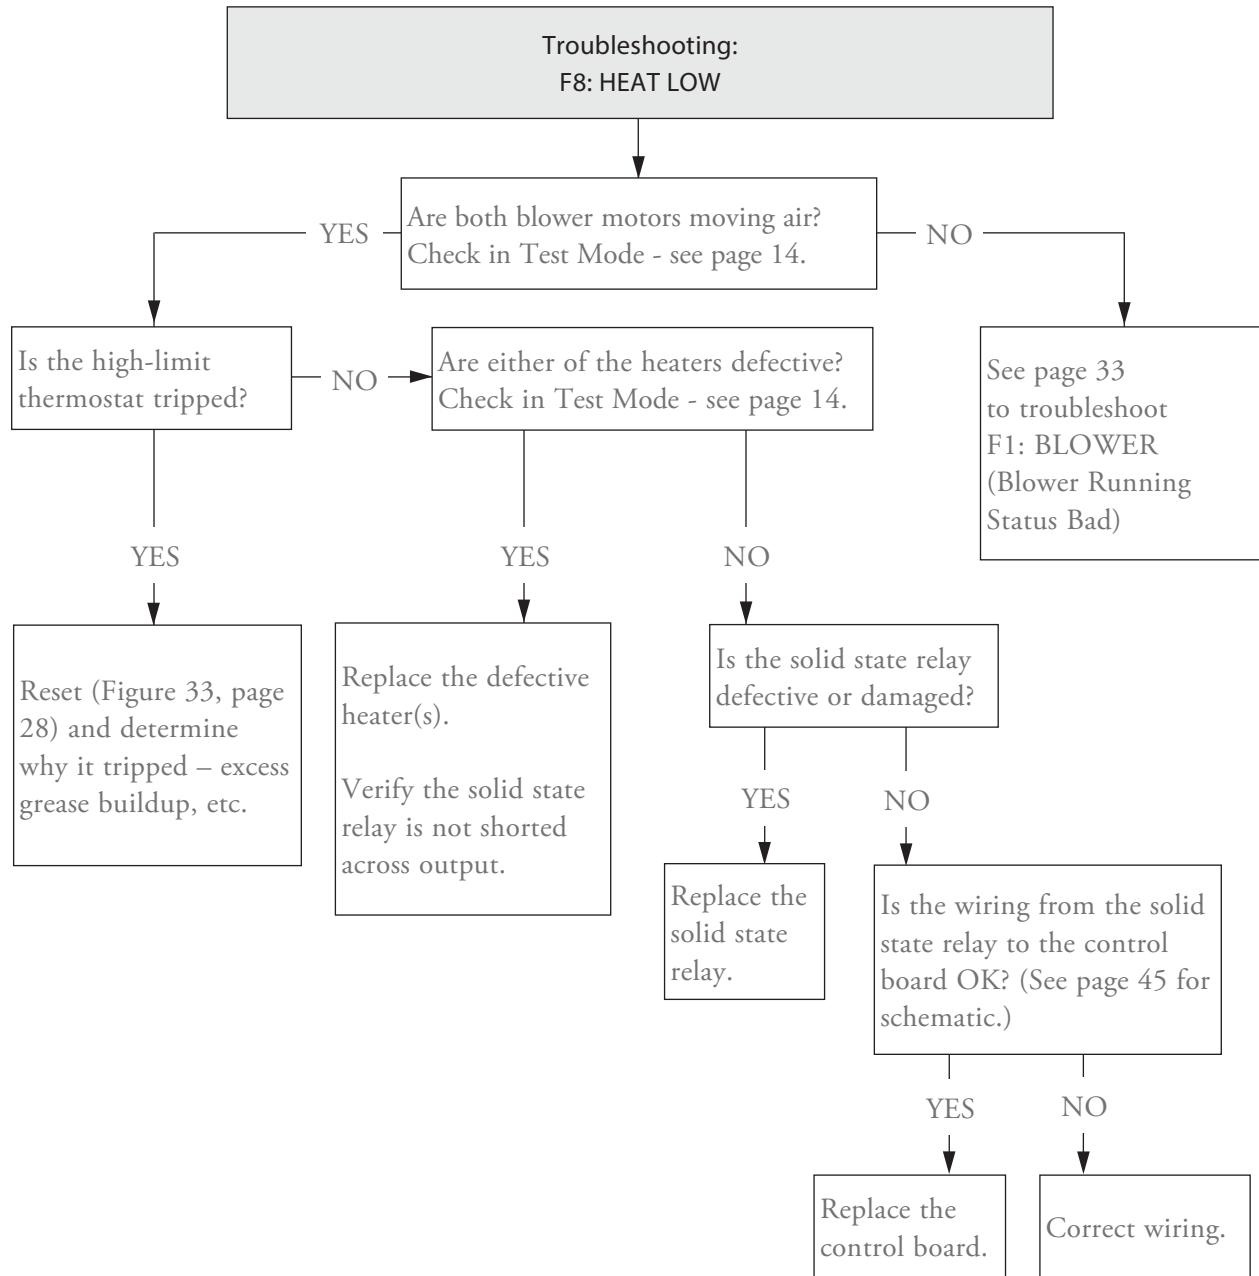 Troubleshooting:
F8: HEAT LOW
Are both blower motors moving air?
Check in Test Mode - see page 14.
YES
NO
Is the high-limit
thermostat tripped?
NO
Are either of the heaters defective?
Check in Test Mode - see page 14.
See page 33
to troubleshoot
F1: BLOWER
(Blower Running
Status Bad)
YES
YES
NO
Reset (Figure 33, page
28) and determine
why it tripped – excess
grease buildup, etc.
Replace the defective
heater(s).
Verify the solid state
relay is not shorted
across output.
Is the solid state relay
defective or damaged?
YES
NO
Replace the
solid state
relay.
Is the wiring from the solid
state relay to the control
board OK? (See page 45 for
schematic.)
YES
NO
Replace the
control board.
Correct wiring.